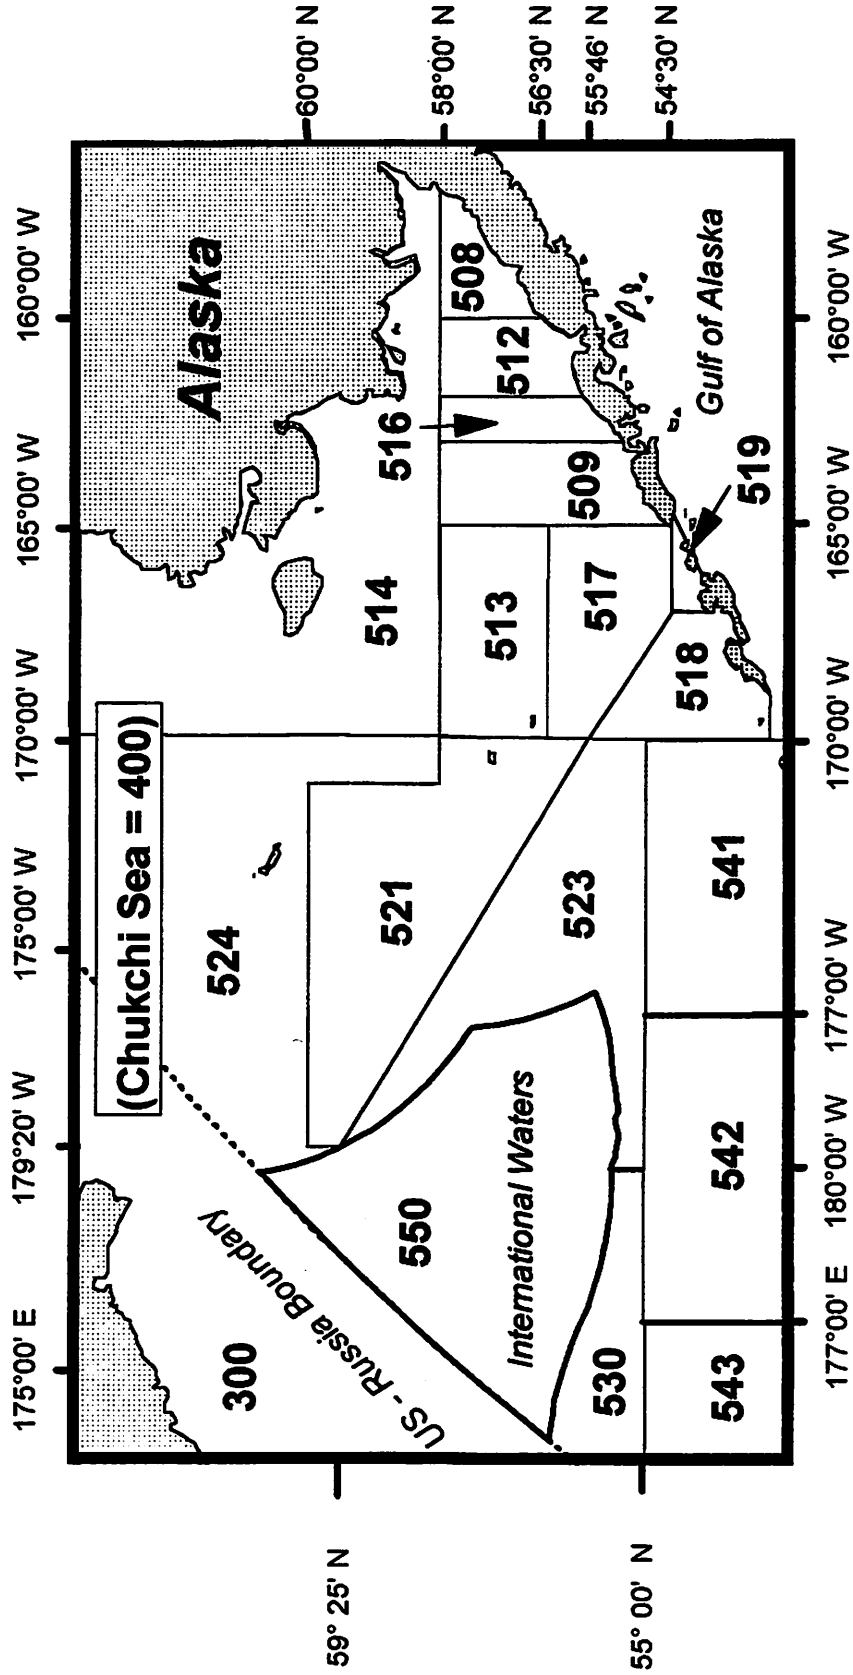 175°00' E
179°20' W
175°00' W
170°00' W
165°00' W
160°00' W
(Chukchi Sea = 400)
Alaska
60°00' N
58°00' N
56°30' N
55°46' N
54°30' N
59° 25' N
55° 00' N
300
US - Russia Boundary
524
514
516
521
550
International Waters
513
512
508
523
517
509
530
518
519
Gulf of Alaska
543
542
541
177°00' E
180°00' W
177°00' W
170°00' W
165°00' W
160°00' W